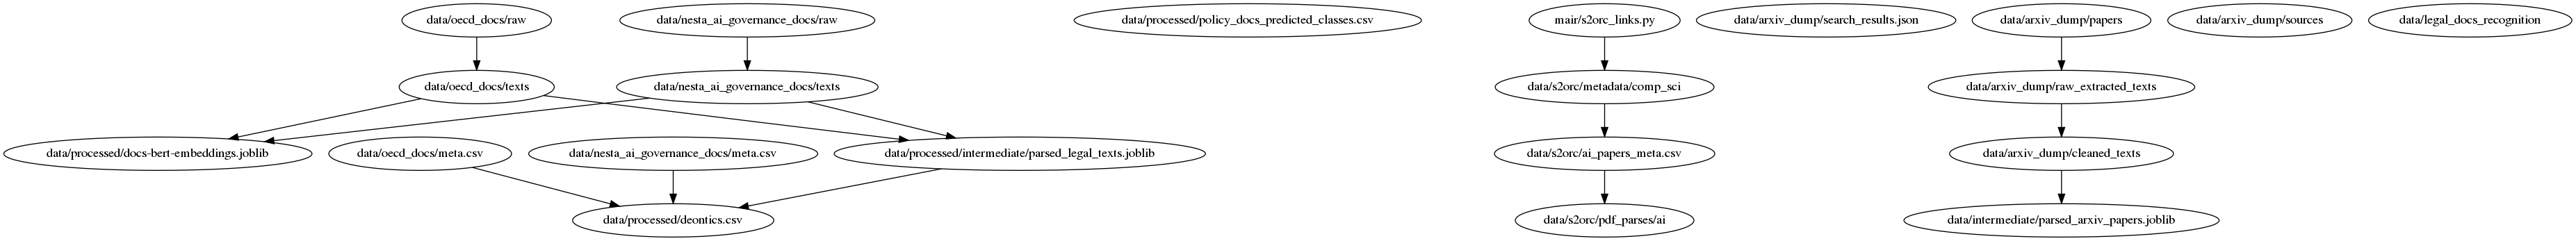 data/oecd_docs/raw
data/nesta_ai_governance_docs/raw
data/processed/policy_docs_predicted_classes.csv
mair/s2orc_links.py
data/arxiv_dump/search_results.json
data/arxiv_dump/papers
data/arxiv_dump/sources
data/legal_docs_recognition
data/oecd_docs/texts
data/nesta_ai_governance_docs/texts
data/s2orc/metadata/comp_sci
data/arxiv_dump/raw_extracted_texts
data/processed/docs-bert-embeddings.joblib
data/oecd_docs/meta.csv
data/nesta_ai_governance_docs/meta.csv
data/processed/intermediate/parsed_legal_texts.joblib
data/s2orc/ai_papers_meta.csv
data/arxiv_dump/cleaned_texts
data/processed/deontics.csv
data/s2orc/pdf_parses/ai
data/intermediate/parsed_arxiv_papers.joblib